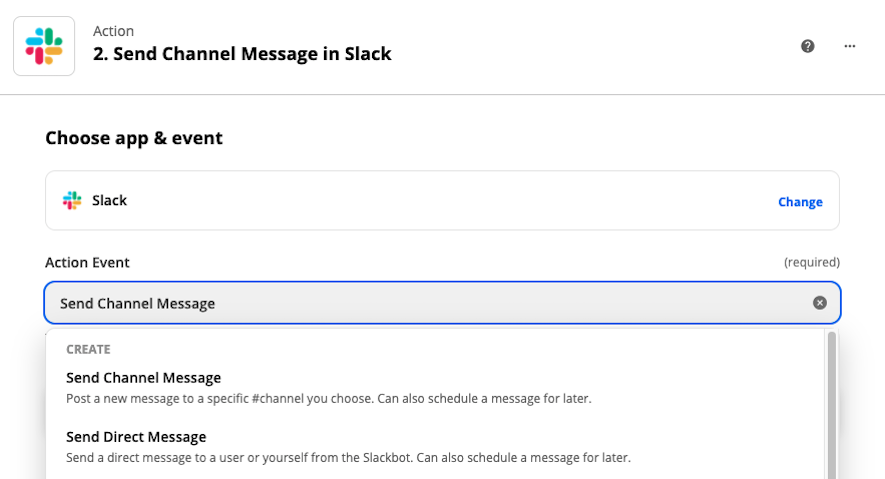 Action
2. Send Channel Message in Slack
Choose app & event
Slack
Change
Action Event
(required)
Send Channel Message
CREATE
Send Channel Message
Post a new message to a specific #channel you choose. Can also schedule a message for later.
Send Direct Message
Send a direct message to a user or yourself from the Slackbot. Can also schedule a message for later.